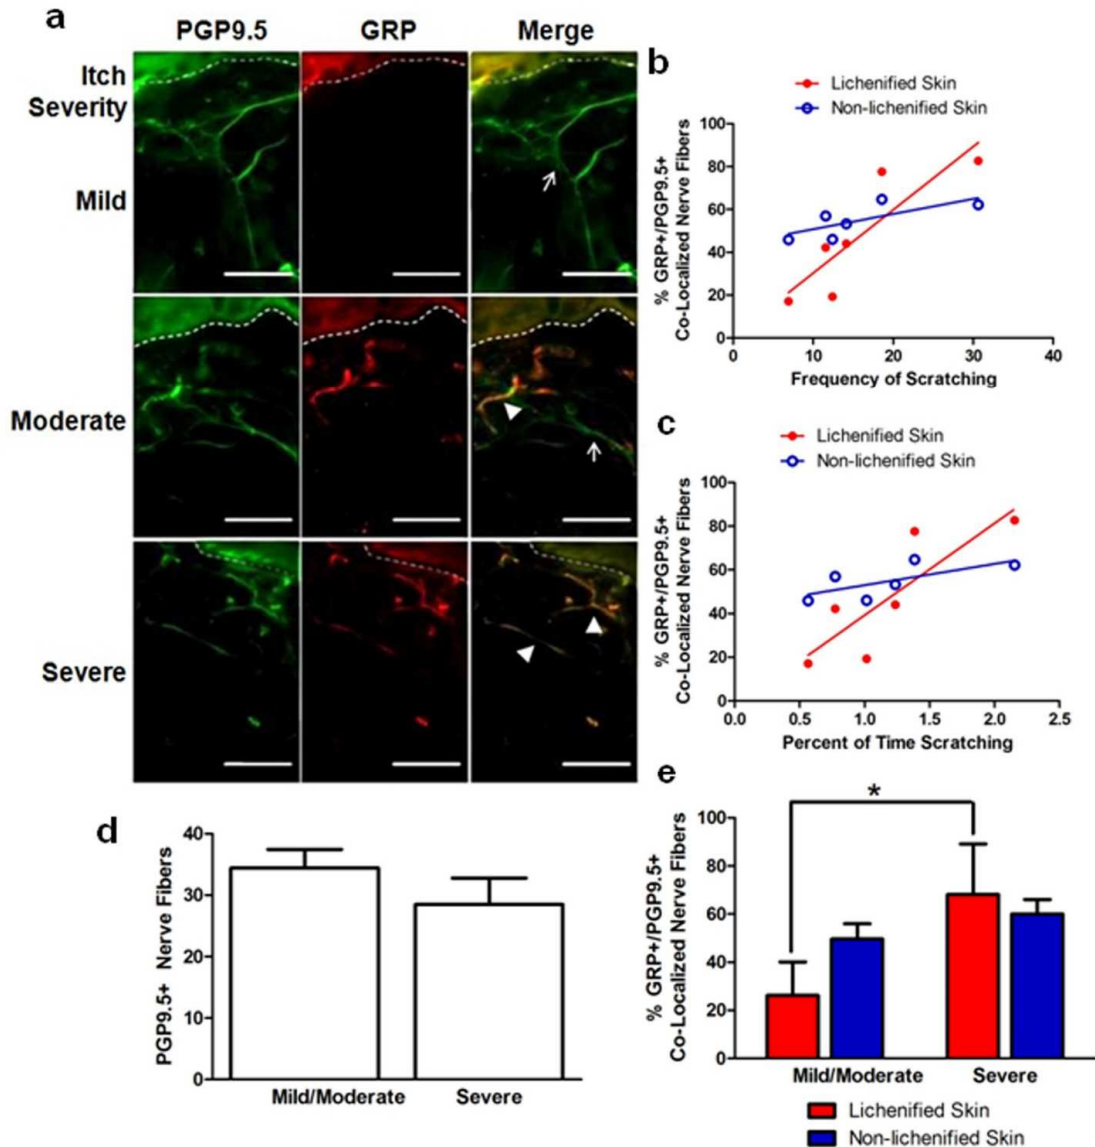 a
PGP9.5 GRP Merge
Itch
Severity
Mild
Moderate
Severe
b
Lichenified Skin
Non-lichenified Skin
% GRP+/PGP9.5+
Co-Localized Nerve Fibers
100
80
60
40
20
0
0 10 20 30 40
Frequency of Scratching
c
Lichenified Skin
Non-lichenified Skin
% GRP+/PGP9.5+
Co-Localized Nerve Fibers
100
80
60
40
20
0
0.0 0.5 1.0 1.5 2.0 2.5
Percent of Time Scratching
d
PGP9.5+ Nerve Fibers
40
30
20
10
0
Mild/Moderate Severe
e
*
% GRP+/PGP9.5+
Co-Localized Nerve Fibers
100
80
60
40
20
0
Mild/Moderate Severe
Lichenified Skin
Non-lichenified Skin